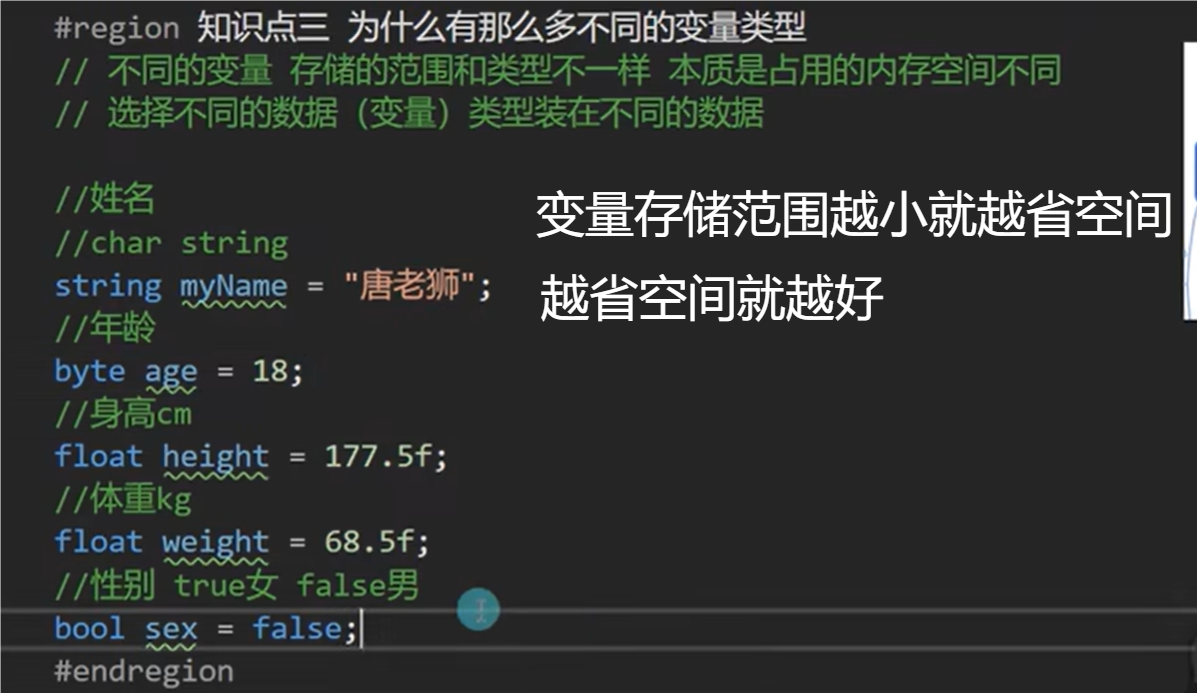 #region 知识点三 为什么有那么多不同的变量类型
// 不同的变量 存储的范围和类型不一样 本质是占用的内存空间不同
// 选择不同的数据（变量）类型装在不同的数据
//姓名
//char string
string myName = "唐老狮";
//年龄
byte age = 18;
//身高cm
float height = 177.5f;
//体重kg
float weight = 68.5f;
//性别 true女 false男
bool sex = false;
#endregion
变量存储范围越小就越省空间
越省空间就越好